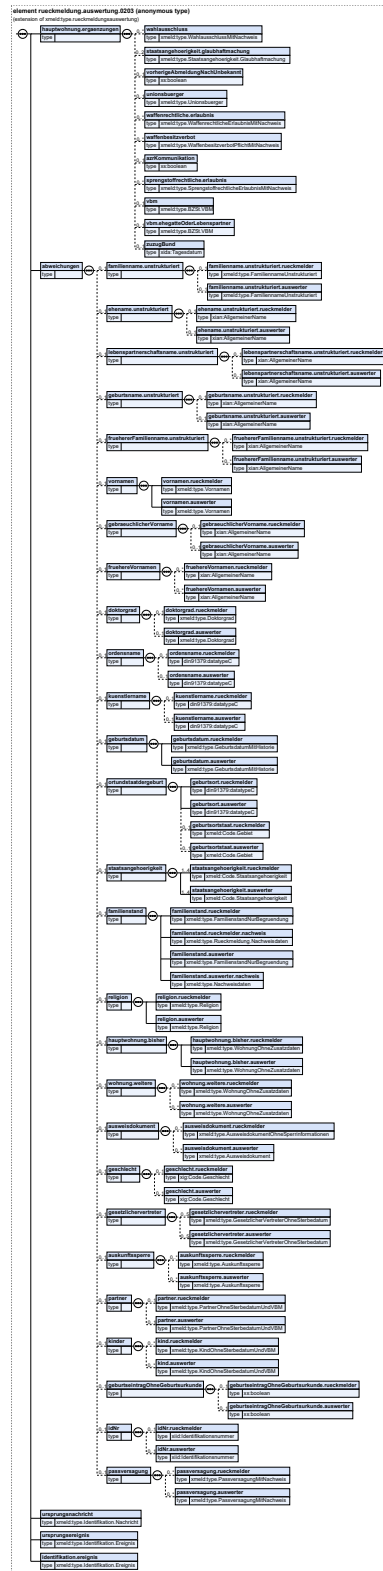 element rueckmeldung.auswertung.0203 (anonymous type)
(extension of xmeld:type.rueckmeldungsauswertung)
hauptwohnung.ergaenzungen
type
wahlausschluss
type xmeld:type.WahlausschlussMitNachweis
staatsangehoerigkeit.glaubhaftmachung
type xmeld:type.Staatsangehoerigkeit.Glaubhaftmachung
vorherigeAbmeldungNachUnbekannt
type xs:boolean
unionsbuerger
type xmeld:type.Unionsbuerger
waffenrechtliche.erlaubnis
type xmeld:type.WaffenrechtlicheErlaubnisMitNachweis
waffenbesitzverbot
type xmeld:type.WaffenbesitzverbotPflichtMitNachweis
azrKommunikation
type xs:boolean
sprengstoffrechtliche.erlaubnis
type xmeld:type.SprengstoffrechtlicheErlaubnisMitNachweis
vbm
type xmeld:type.BZSt.VBM
vbm.ehegatteOderLebenspartner
type xmeld:type.BZSt.VBM
zuzugBund
type xida:Tagesdatum
abweichungen
type
familienname.unstrukturiert
type
familienname.unstrukturiert.rueckmelder
type xmeld:type.FamiliennameUnstrukturiert
familienname.unstrukturiert.auswerter
type xmeld:type.FamiliennameUnstrukturiert
ehename.unstrukturiert
type
ehename.unstrukturiert.rueckmelder
type xian:AllgemeinerName
ehename.unstrukturiert.auswerter
type xian:AllgemeinerName
lebenspartnerschaftsname.unstrukturiert
type
lebenspartnerschaftsname.unstrukturiert.rueckmelder
type xian:AllgemeinerName
lebenspartnerschaftsname.unstrukturiert.auswerter
type xian:AllgemeinerName
geburtsname.unstrukturiert
type
geburtsname.unstrukturiert.rueckmelder
type xian:AllgemeinerName
geburtsname.unstrukturiert.auswerter
type xian:AllgemeinerName
fruehererFamilienname.unstrukturiert
type
fruehererFamilienname.unstrukturiert.rueckmelder
type xian:AllgemeinerName
fruehererFamilienname.unstrukturiert.auswerter
type xian:AllgemeinerName
vornamen
type
vornamen.rueckmelder
type xmeld:type.Vornamen
vornamen.auswerter
type xmeld:type.Vornamen
gebraeuchlicherVorname
type
gebraeuchlicherVorname.rueckmelder
type xian:AllgemeinerName
gebraeuchlicherVorname.auswerter
type xian:AllgemeinerName
fruehereVornamen
type
fruehereVornamen.rueckmelder
type xian:AllgemeinerName
fruehereVornamen.auswerter
type xian:AllgemeinerName
doktorgrad
type
doktorgrad.rueckmelder
type xmeld:type.Doktorgrad
doktorgrad.auswerter
type xmeld:type.Doktorgrad
ordensname
type
ordensname.rueckmelder
type din91379:datatypeC
ordensname.auswerter
type din91379:datatypeC
kuenstlername
type
kuenstlername.rueckmelder
type din91379:datatypeC
kuenstlername.auswerter
type din91379:datatypeC
geburtsdatum
type
geburtsdatum.rueckmelder
type xmeld:type.GeburtsdatumMitHistorie
geburtsdatum.auswerter
type xmeld:type.GeburtsdatumMitHistorie
ortundstaatdergeburt
type
geburtsort.rueckmelder
type din91379:datatypeC
geburtsort.auswerter
type din91379:datatypeC
geburtsortstaat.rueckmelder
type xmeld:Code.Gebiet
geburtsortstaat.auswerter
type xmeld:Code.Gebiet
staatsangehoerigkeit
type
staatsangehoerigkeit.rueckmelder
type xmeld:Code.Staatsangehoerigkeit
staatsangehoerigkeit.auswerter
type xmeld:Code.Staatsangehoerigkeit
familienstand
type
familienstand.rueckmelder
type xmeld:type.FamilienstandNurBegruendung
familienstand.rueckmelder.nachweis
type xmeld:type.Rueckmeldung.Nachweisdaten
familienstand.auswerter
type xmeld:type.FamilienstandNurBegruendung
familienstand.auswerter.nachweis
type xmeld:type.Nachweisdaten
religion
type
religion.rueckmelder
type xmeld:type.Religion
religion.auswerter
type xmeld:type.Religion
hauptwohnung.bisher
type
hauptwohnung.bisher.rueckmelder
type xmeld:type.WohnungOhneZusatzdaten
hauptwohnung.bisher.auswerter
type xmeld:type.WohnungOhneZusatzdaten
wohnung.weitere
type
wohnung.weitere.rueckmelder
type xmeld:type.WohnungOhneZusatzdaten
wohnung.weitere.auswerter
type xmeld:type.WohnungOhneZusatzdaten
ausweisdokument
type
ausweisdokument.rueckmelder
type xmeld:type.AusweisdokumentOhneSperrinformationen
ausweisdokument.auswerter
type xmeld:type.Ausweisdokument
geschlecht
type
geschlecht.rueckmelder
type xig:Code.Geschlecht
geschlecht.auswerter
type xig:Code.Geschlecht
gesetzlichervertreter
type
gesetzlichervertreter.rueckmelder
type xmeld:type.GesetzlicherVertreterOhneSterbedatum
gesetzlichervertreter.auswerter
type xmeld:type.GesetzlicherVertreterOhneSterbedatum
auskunftssperre
type
auskunftssperre.rueckmelder
type xmeld:type.Auskunftssperre
auskunftssperre.auswerter
type xmeld:type.Auskunftssperre
partner
type
partner.rueckmelder
type xmeld:type.PartnerOhneSterbedatumUndVBM
partner.auswerter
type xmeld:type.PartnerOhneSterbedatumUndVBM
kinder
type
kind.rueckmelder
type xmeld:type.KindOhneSterbedatumUndVBM
kind.auswerter
type xmeld:type.KindOhneSterbedatumUndVBM
geburtseintragOhneGeburtsurkunde
type
geburtseintragOhneGeburtsurkunde.rueckmelder
type xs:boolean
geburtseintragOhneGeburtsurkunde.auswerter
type xs:boolean
idNr
type
idNr.rueckmelder
type xid:Identifikationsnummer
idNr.auswerter
type xid:Identifikationsnummer
passversagung
type
passversagung.rueckmelder
type xmeld:type.PassversagungMitNachweis
passversagung.auswerter
type xmeld:type.PassversagungMitNachweis
ursprungsnachricht
type xmeld:type.Identifikation.Nachricht
ursprungsereignis
type xmeld:type.Identifikation.Ereignis
identifikation.ereignis
type xmeld:type.Identifikation.Ereignis